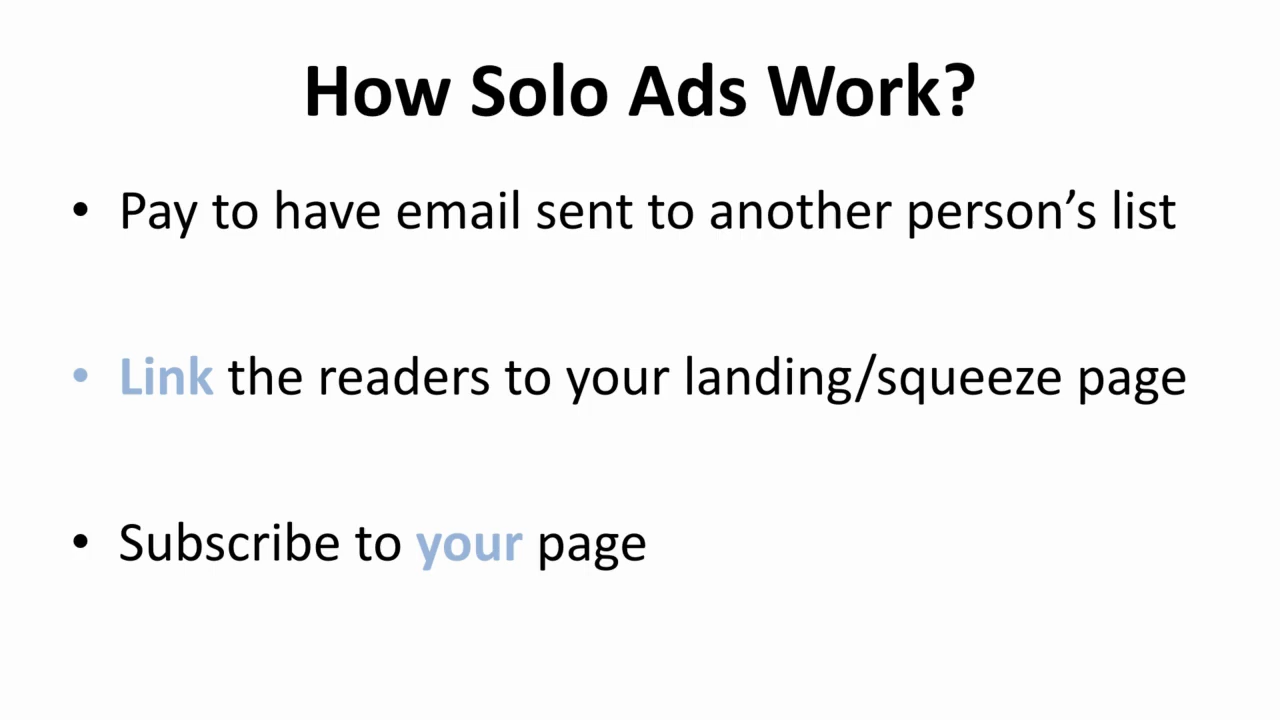 How Solo Ads Work?
• Pay to have email sent to another person’s list
• Link the readers to your landing/squeeze page
• Subscribe to your page